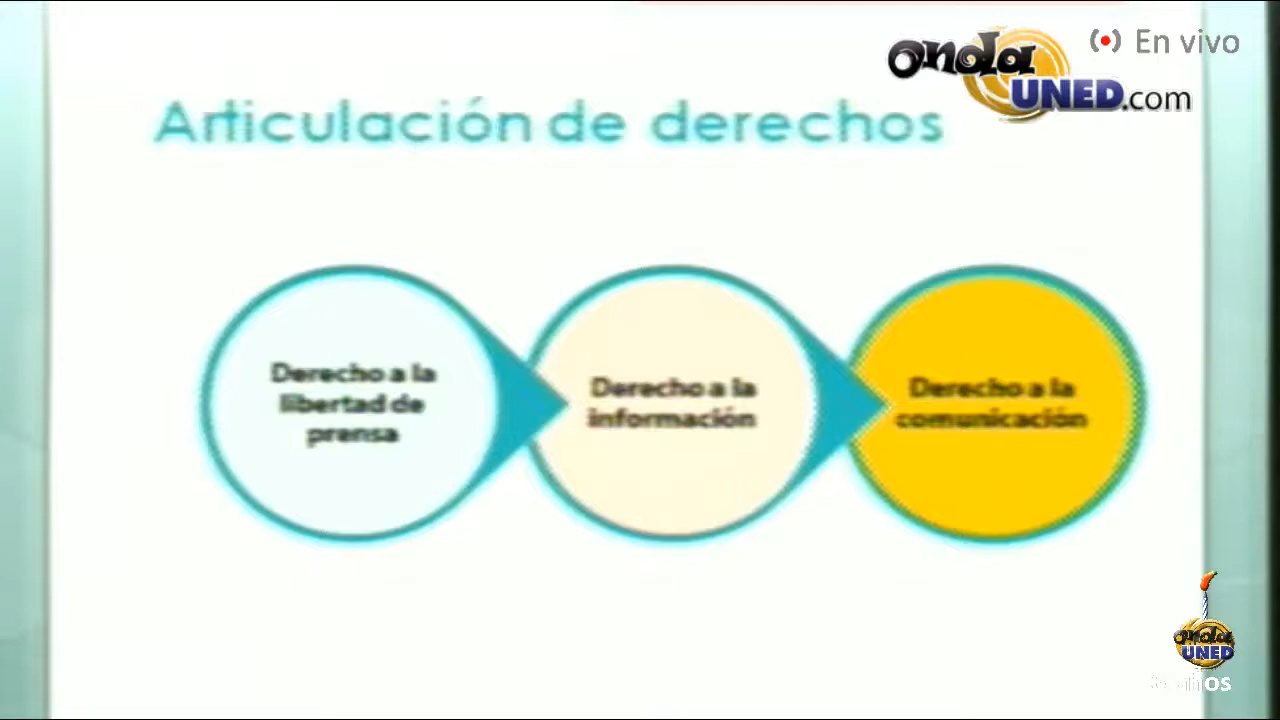 onda
UNED.com
En vivo
Articulación de derechos
Derecho a la
libertad de
prensa
Derecho a la
información
Derecho a la
comunicación
onda
UNED